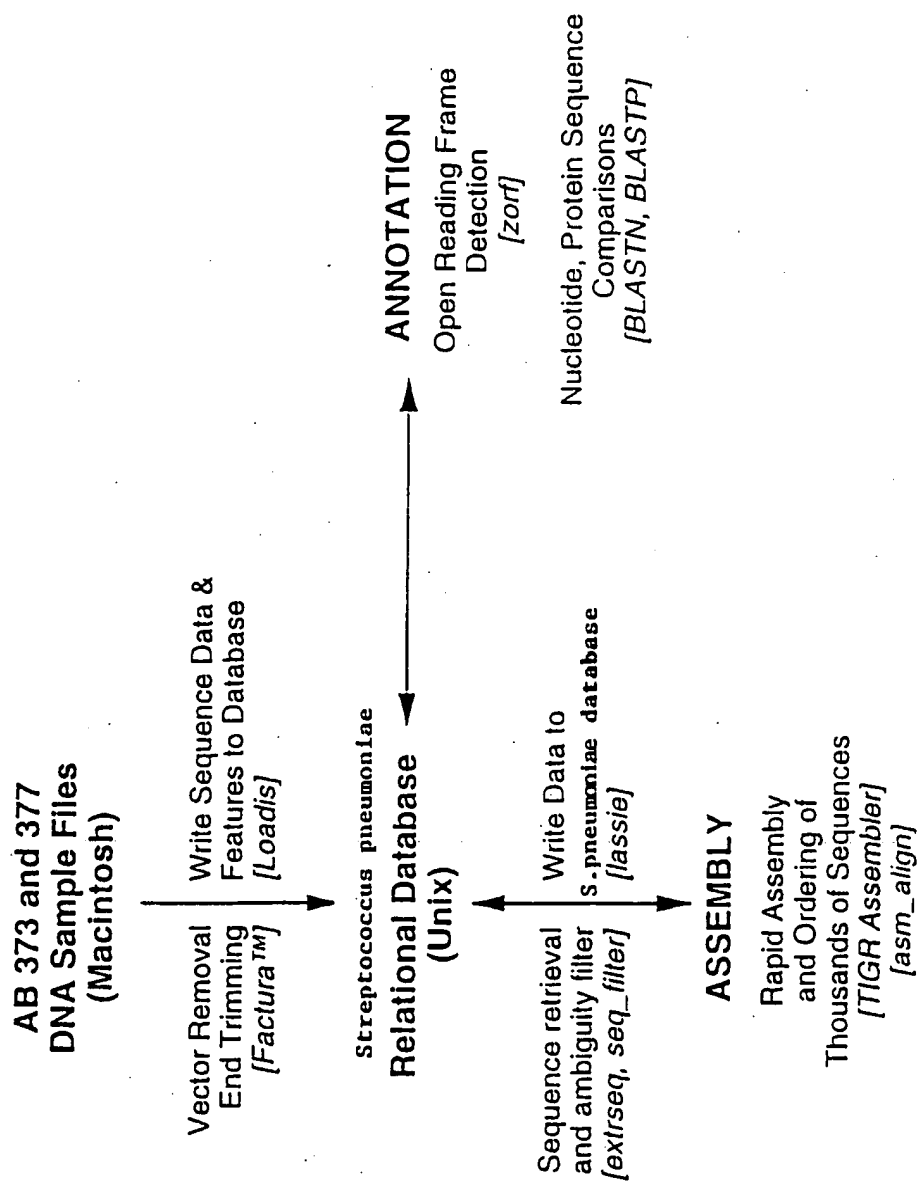 AB 373 and 377
DNA Sample Files
(Macintosh)
Vector Removal
End Trimming
[Factura™]
Write Sequence Data &
Features to Database
[Loadis]
Streptococcus pneumoniae
Relational Database
(Unix)
ANNOTATION
Open Reading Frame
Detection
[zorf]
Nucleotide, Protein Sequence
Comparisons
[BLASTN, BLASTP]
Sequence retrieval
and ambiguity filter
[extrseq, seq_filter]
Write Data to
S.pneumoniae database
[lassie]
ASSEMBLY
Rapid Assembly
and Ordering of
Thousands of Sequences
[TIGR Assembler]
[asm_align]